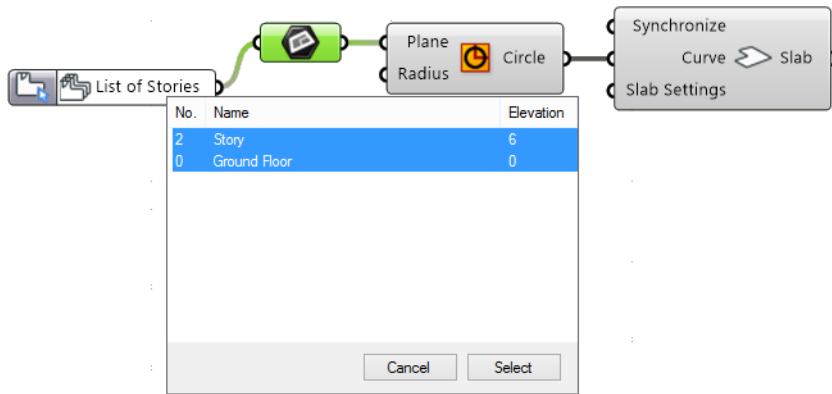 Synchronize
Plane
Circle
Curve
Slab
Radius
List of Stories
Slab Settings
No. Name Elevation
2 Story 6
0 Ground Floor 0
Cancel Select